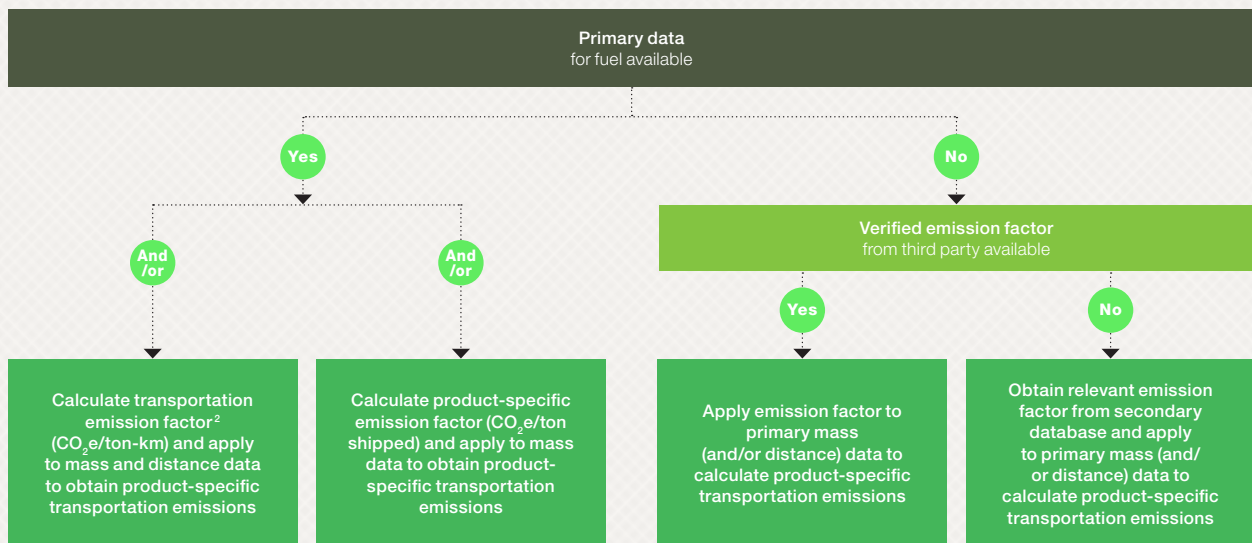 Primary data
for fuel available
Yes
No
And
/or
And
/or
Verified emission factor
from third party available
Yes
No
Calculate transportation
emission factor²
(CO₂e/ton-km) and apply
to mass and distance data
to obtain product-specific
transportation emissions
Calculate product-specific
emission factor (CO₂e/ton
shipped) and apply to mass
data to obtain product-
specific transportation
emissions
Apply emission factor to
primary mass
(and/or distance) data to
calculate product-specific
transportation emissions
Obtain relevant emission
factor from secondary
database and apply
to primary mass (and/
or distance) data to
calculate product-specific
transportation emissions